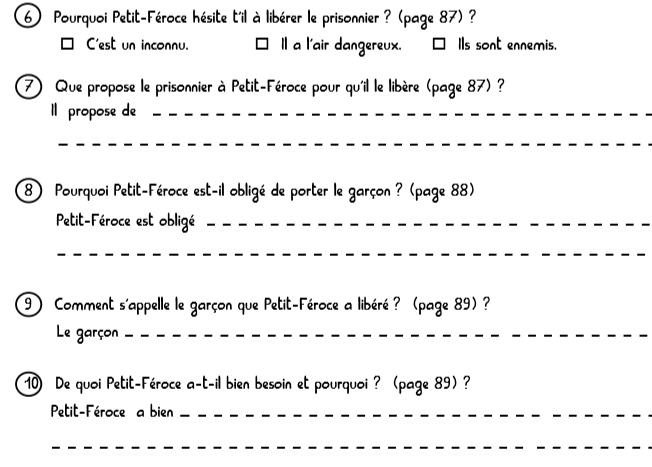 6 Pourquoi Petit-Féroce hésite t'il à libérer le prisonnier ? (page 87) ?
☐ C'est un inconnu. ☐ Il a l'air dangereux. ☐ Ils sont ennemis.
7 Que propose le prisonnier à Petit-Féroce pour qu'il le libère (page 87) ?
Il propose de
8 Pourquoi Petit-Féroce est-il obligé de porter le garçon ? (page 88)
Petit-Féroce est obligé
9 Comment s'appelle le garçon que Petit-Féroce a libéré ? (page 89) ?
Le garçon
10 De quoi Petit-Féroce a-t-il bien besoin et pourquoi ? (page 89) ?
Petit-Féroce a bien